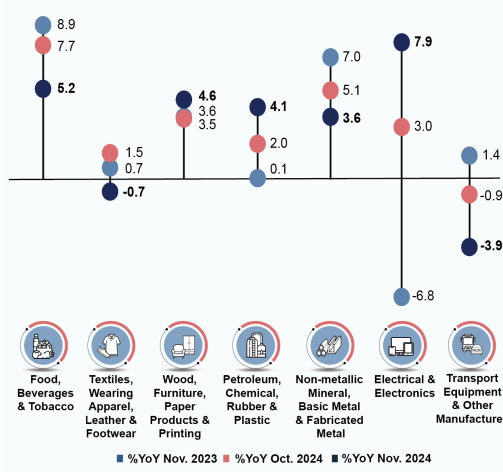 8.9
7.7
5.2
1.5
0.7
-0.7
4.6
3.6
3.5
4.1
2.0
0.1
7.0
5.1
3.6
7.9
3.0
-6.8
1.4
-0.9
-3.9
Food,
Beverages
& Tobacco
Textiles,
Wearing
Apparel,
Leather &
Footwear
Wood,
Furniture,
Paper
Products &
Printing
Petroleum,
Chemical,
Rubber &
Plastic
Non-metallic
Mineral,
Basic Metal
& Fabricated
Metal
Electrical &
Electronics
Transport
Equipment
& Other
Manufacture
%YoY Nov. 2023 %YoY Oct. 2024 %YoY Nov. 2024